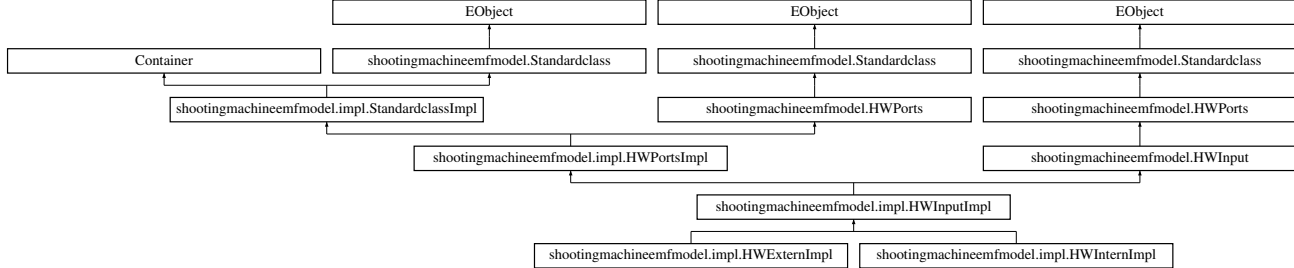 EObject
EObject
EObject
Container
shootingmachineemfmodel.Standardclass
shootingmachineemfmodel.Standardclass
shootingmachineemfmodel.Standardclass
shootingmachineemfmodel.impl.StandardclassImpl
shootingmachineemfmodel.HWPorts
shootingmachineemfmodel.HWPorts
shootingmachineemfmodel.impl.HWPortsImpl
shootingmachineemfmodel.HWInput
shootingmachineemfmodel.impl.HWInputImpl
shootingmachineemfmodel.impl.HWExternImpl
shootingmachineemfmodel.impl.HWInternImpl